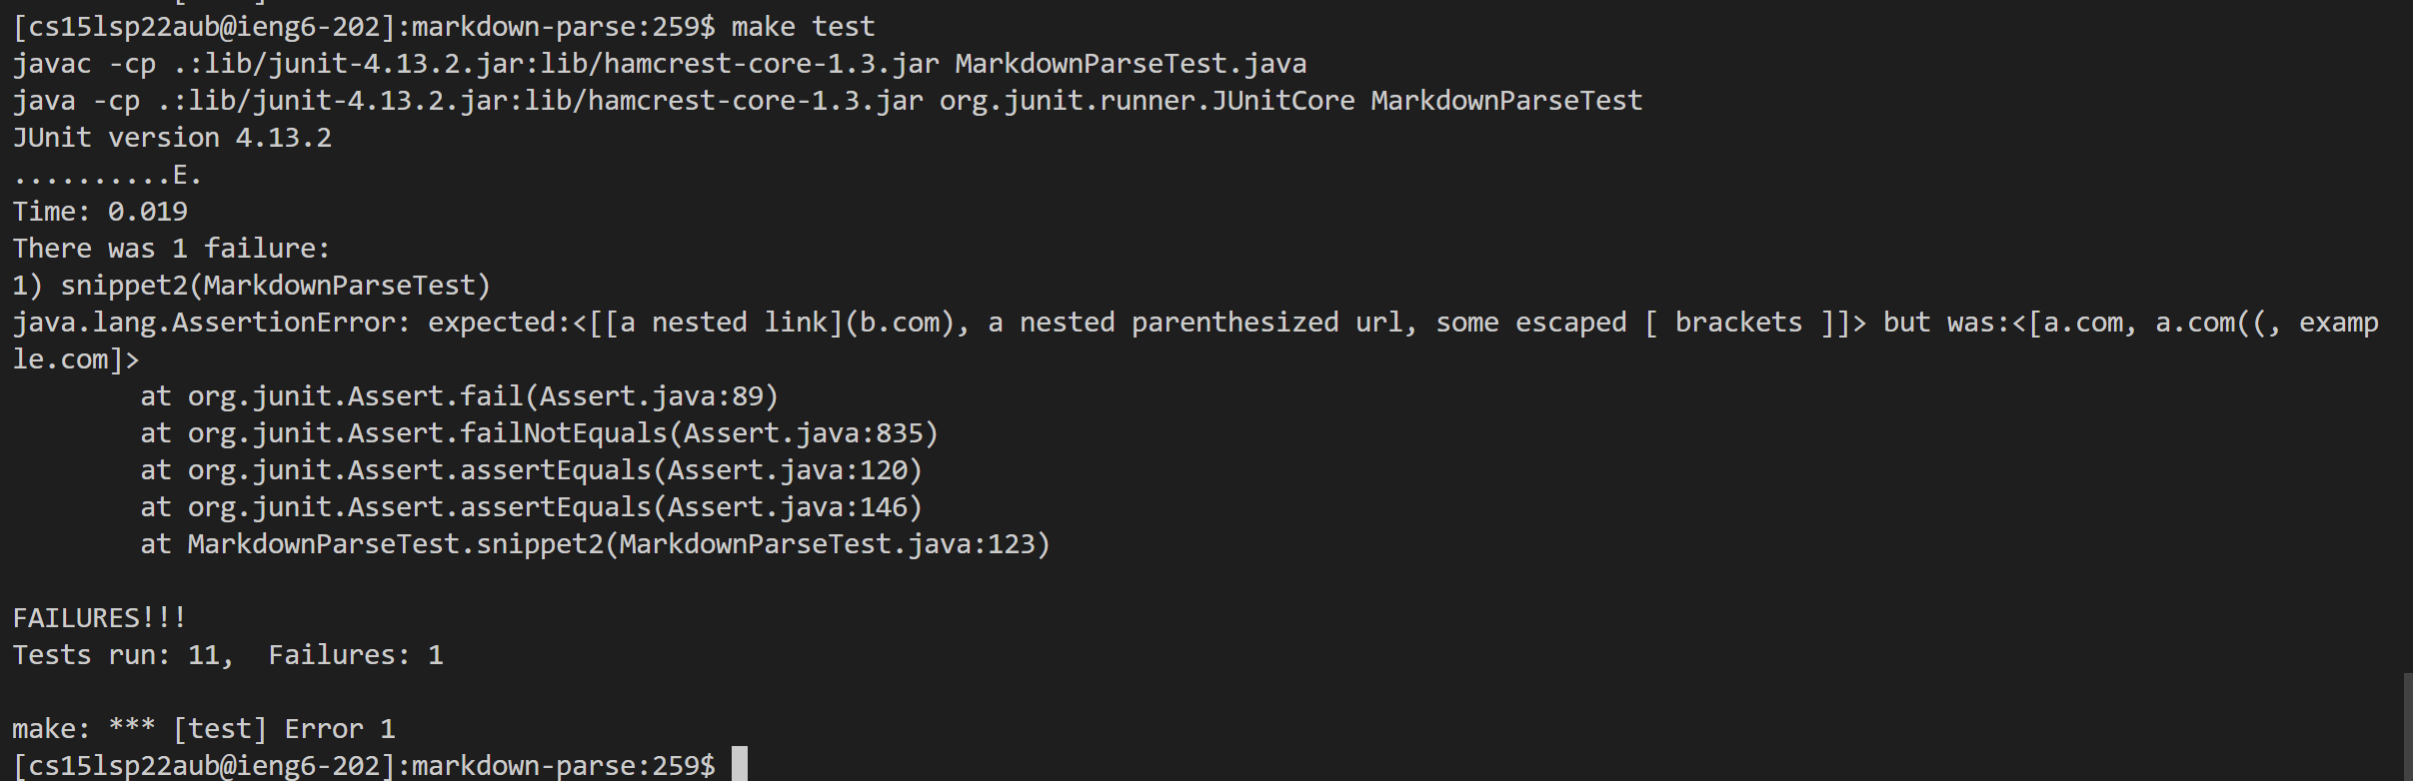 [cs15lsp22aub@ieng6-202]:markdown-parse:259$ make test
javac -cp .:lib/junit-4.13.2.jar:lib/hamcrest-core-1.3.jar MarkdownParseTest.java
java -cp .:lib/junit-4.13.2.jar:lib/hamcrest-core-1.3.jar org.junit.runner.JUnitCore MarkdownParseTest
JUnit version 4.13.2
..........E.
Time: 0.019
There was 1 failure:
1) snippet2(MarkdownParseTest)
java.lang.AssertionError: expected:<[[a nested link](b.com), a nested parenthesized url, some escaped [ brackets ]]> but was:<[a.com, a.com((, examp
le.com]>
        at org.junit.Assert.fail(Assert.java:89)
        at org.junit.Assert.failNotEquals(Assert.java:835)
        at org.junit.Assert.assertEquals(Assert.java:120)
        at org.junit.Assert.assertEquals(Assert.java:146)
        at MarkdownParseTest.snippet2(MarkdownParseTest.java:123)
FAILURES!!!
Tests run: 11,  Failures: 1
make: *** [test] Error 1
[cs15lsp22aub@ieng6-202]:markdown-parse:259$